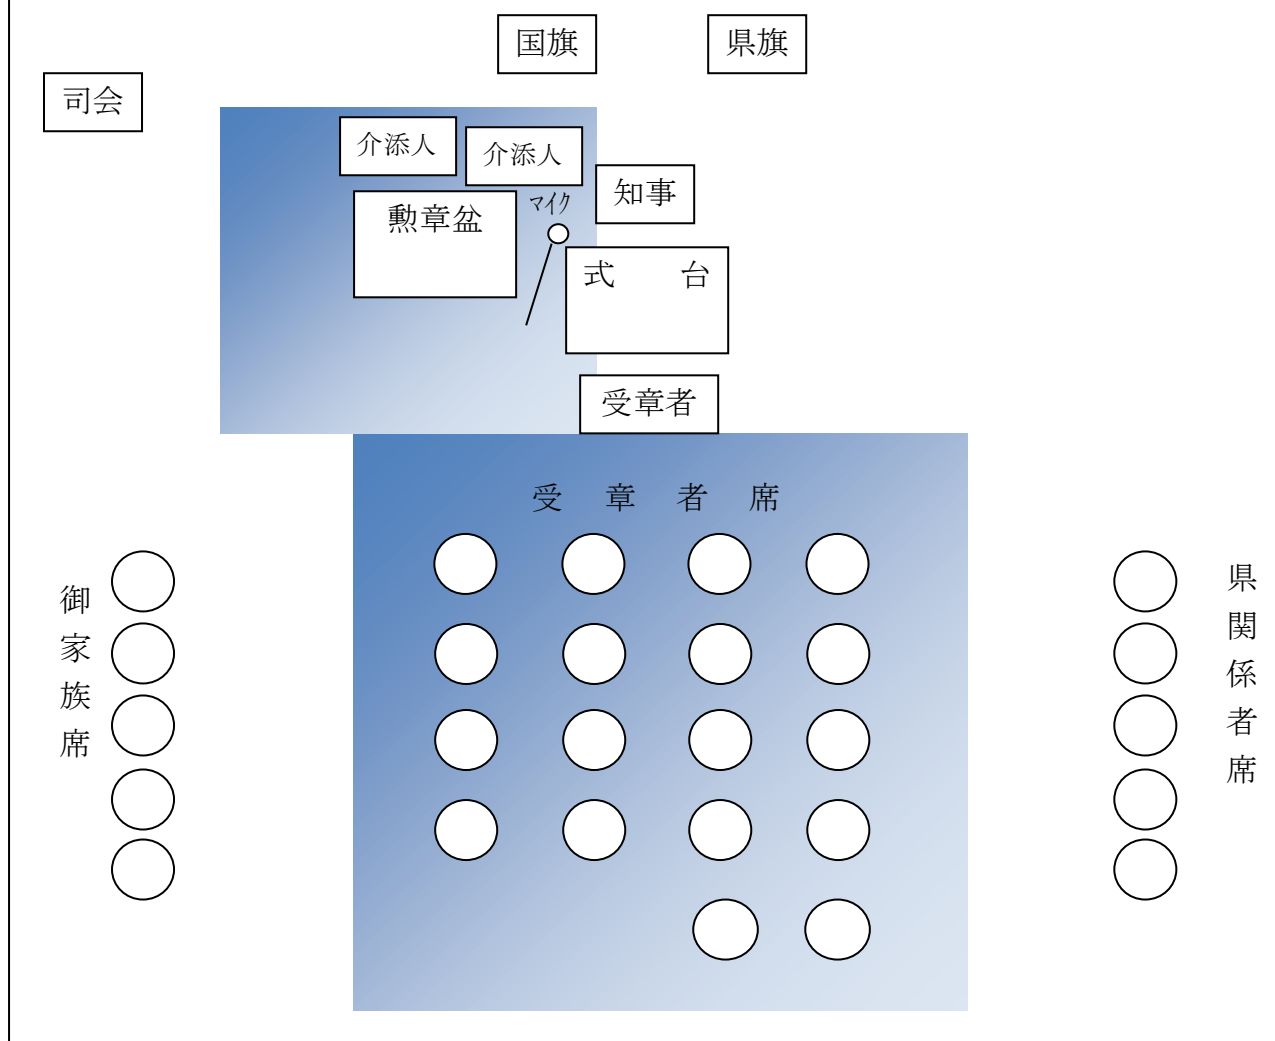 国旗
県旗
司会
介添人
介添人
知事
勲章盆
マイク
式　　台
受章者
受　章　者　席
御家族席
県関係者席